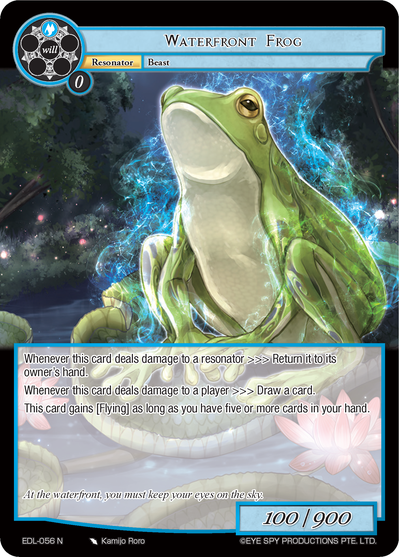 Waterfront Frog
will
Resonator Beast
0
Whenever this card deals damage to a resonator >>> Return it to its
owner's hand.
Whenever this card deals damage to a player >>> Draw a card.
This card gains [Flying] as long as you have five or more cards in your hand.
At the waterfront, you must keep your eyes on the sky.
100 / 900
EDL-056 N Kamijo Roro ©EYE SPY PRODUCTIONS PTE. LTD.